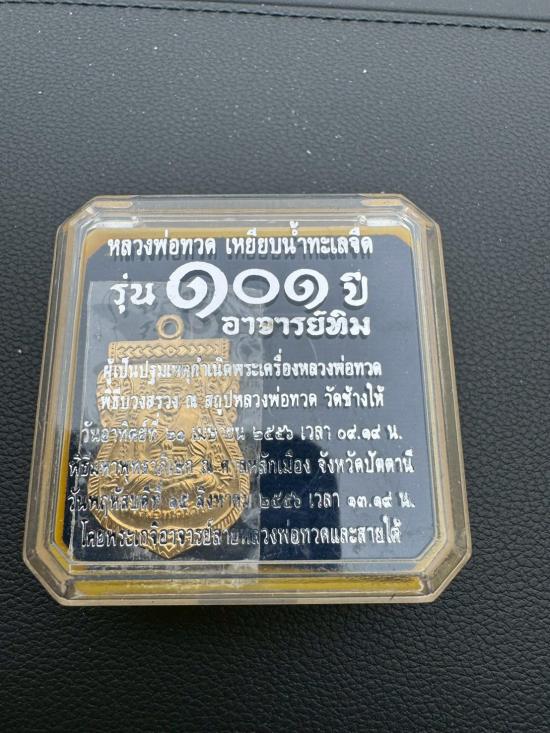 หลวงพ่อทวด เหยียบน้ำทะเลจืด
รุ่น ๑๐๑ ปี
อาจารย์ทิม
ผู้เป็นปฐมเหตุกำเนิดพระเครื่องหลวงพ่อทวด
พิธีบวงสรวง ณ สถูปหลวงพ่อทวด วัดช้างให้
วันอาทิตย์ที่ ๒๑ เมษายน ๒๕๕๖ เวลา ๐๙.๑๙ น.
พิธีมหาพุทธาภิเษก ณ ศาลหลักเมือง จังหวัดปัตตานี
วันพฤหัสบดีที่ ๑๕ สิงหาคม ๒๕๕๖ เวลา ๑๓.๑๙ น.
โดยพระเกจิอาจารย์สายหลวงพ่อทวดและสายใต้